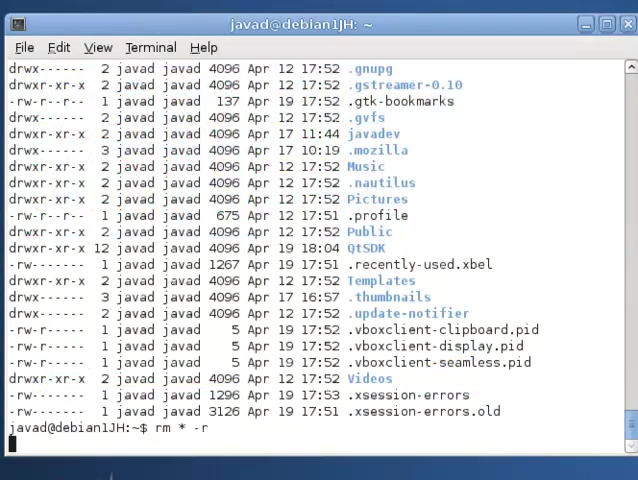 javad@debian1JH: ~
File Edit View Terminal Help
drwx------ 2 javad javad 4096 Apr 12 17:52 .gnupg
drwxr-xr-x 2 javad javad 4096 Apr 12 17:52 .gstreamer-0.10
-rw-r--r-- 1 javad javad 137 Apr 19 17:52 .gtk-bookmarks
drwxr-xr-x 2 javad javad 4096 Apr 12 17:52 .gvfs
drwxr-xr-x 2 javad javad 4096 Apr 17 11:44 javadev
drwx------ 3 javad javad 4096 Apr 17 10:19 .mozilla
drwxr-xr-x 2 javad javad 4096 Apr 12 17:52 Music
drwxr-xr-x 2 javad javad 4096 Apr 12 17:52 .nautilus
drwxr-xr-x 2 javad javad 4096 Apr 12 17:52 Pictures
-rw-r--r-- 1 javad javad 675 Apr 12 17:51 .profile
drwxr-xr-x 2 javad javad 4096 Apr 12 17:52 Public
drwxr-xr-x 12 javad javad 4096 Apr 19 18:04 QtSDK
-rw------- 1 javad javad 1267 Apr 19 17:51 .recently-used.xbel
drwxr-xr-x 2 javad javad 4096 Apr 12 17:52 Templates
drwx------ 3 javad javad 4096 Apr 17 16:57 .thumbnails
drwx------ 2 javad javad 4096 Apr 12 17:52 .update-notifier
-rw-r----- 1 javad javad 5 Apr 19 17:52 .vboxclient-clipboard.pid
-rw-r----- 1 javad javad 5 Apr 19 17:52 .vboxclient-display.pid
-rw-r----- 1 javad javad 5 Apr 19 17:52 .vboxclient-seamless.pid
drwxr-xr-x 2 javad javad 4096 Apr 12 17:52 Videos
-rw------- 1 javad javad 1296 Apr 19 17:53 .xsession-errors
-rw------- 1 javad javad 3126 Apr 19 17:51 .xsession-errors.old
javad@debian1JH:~$ rm * -r